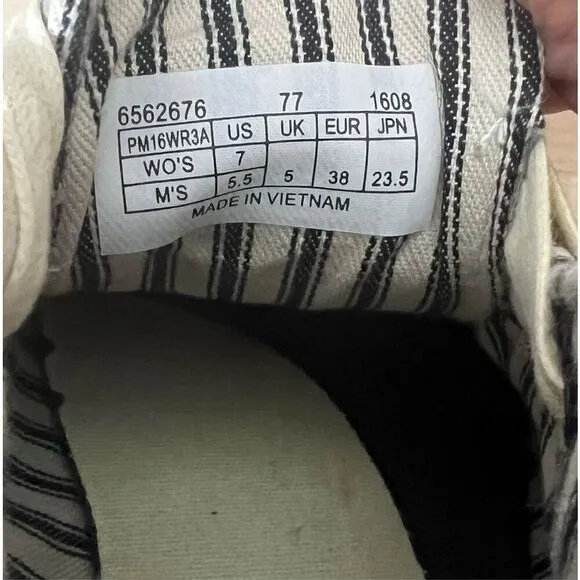 6562676 77 1608
PM16WR3A US UK EUR JPN
WO'S 7
M'S 5.5 5 38 23.5
MADE IN VIETNAM